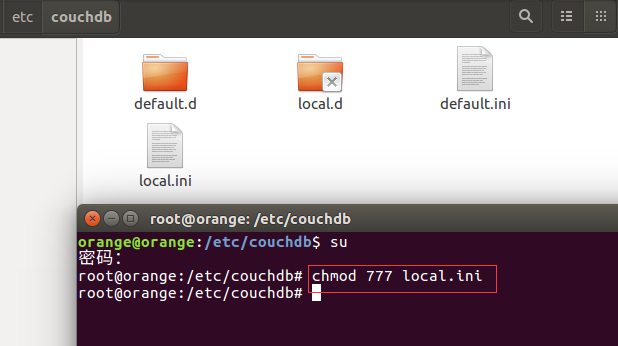 etc couchdb
default.d local.d default.ini
local.ini
root@orange: /etc/couchdb
orange@orange:/etc/couchdb$ su
密码：
root@orange:/etc/couchdb# chmod 777 local.ini
root@orange:/etc/couchdb#